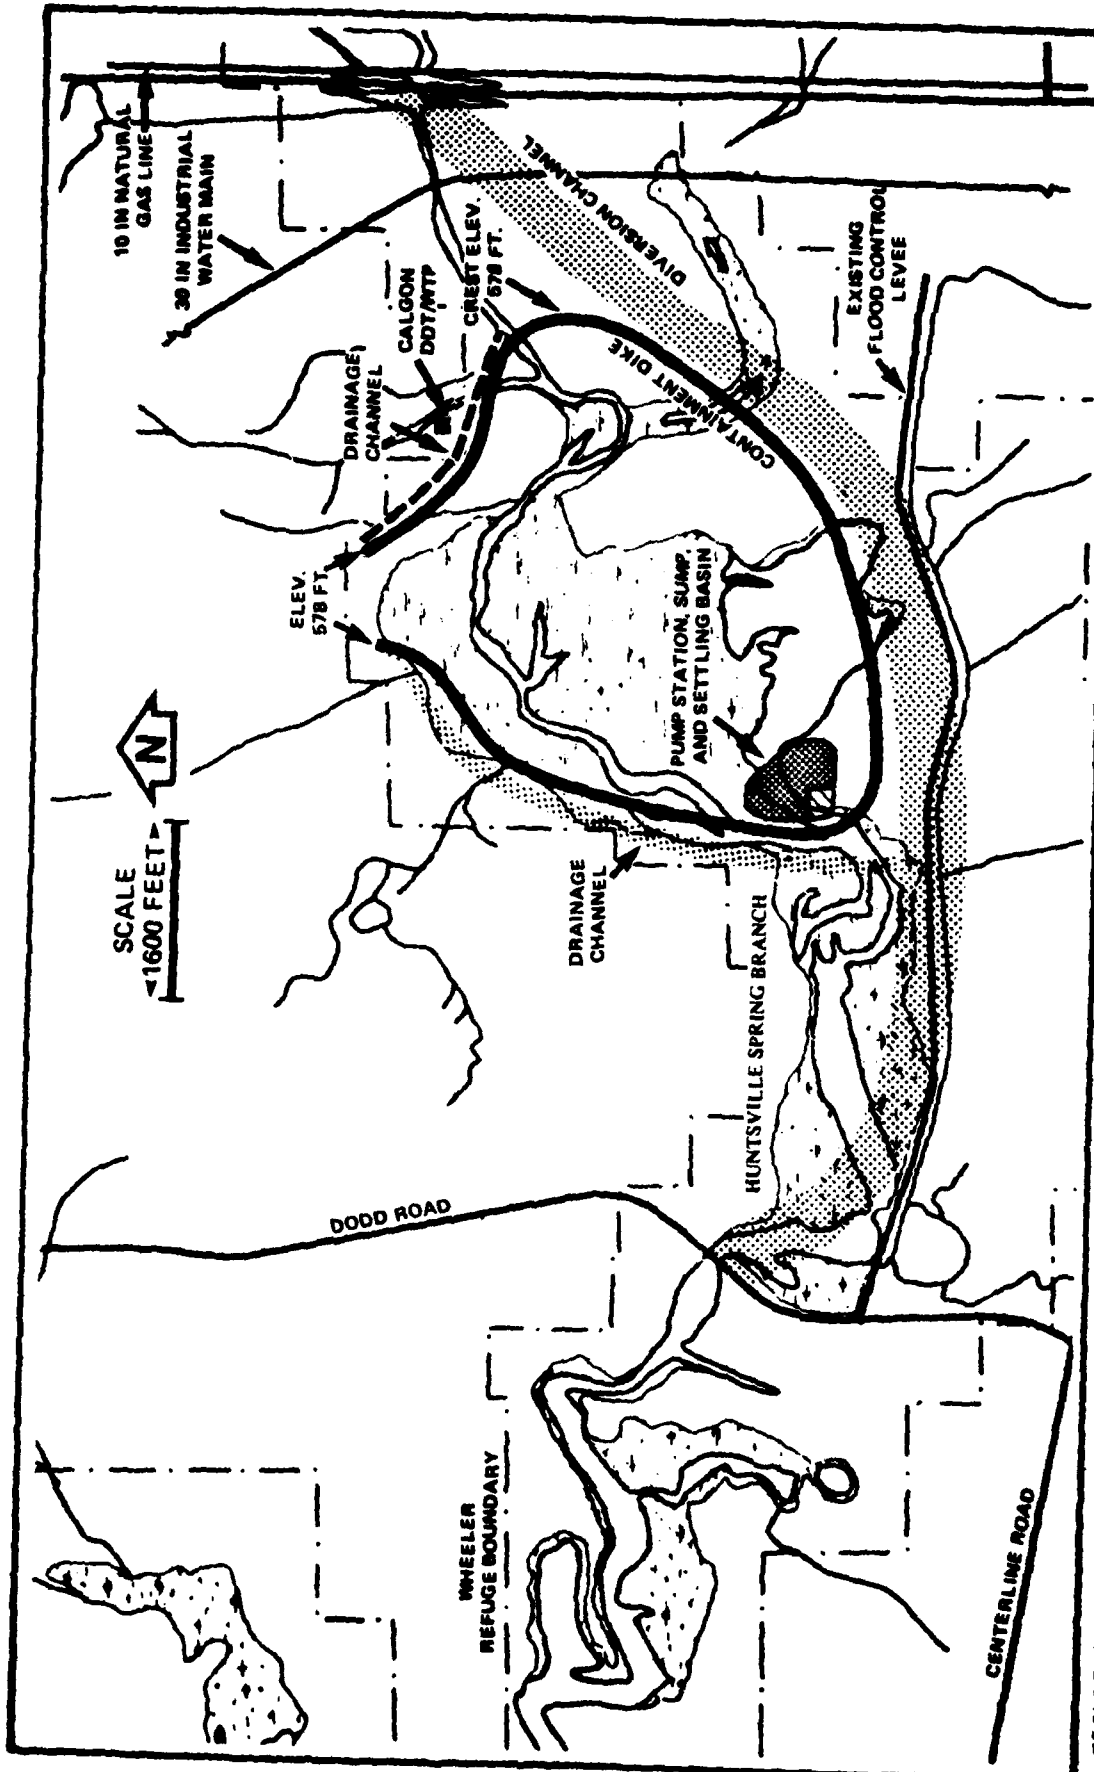 10 IN NATURAL
GAS LINE
30 IN INDUSTRIAL
WATER MAIN
DRAINAGE
CHANNEL
CALGON
DDT/WTP
CREST ELEV.
578 FT.
DIVERSION CHANNEL
CONTAINMENT DIKE
EXISTING
FLOOD CONTROL
LEVEE
ELEV.
578 FT.
PUMP STATION, SUMP,
AND SETTLING BASIN
N
SCALE
1600 FEET
DRAINAGE
CHANNEL
HUNTSVILLE SPRING BRANCH
DODD ROAD
WHEELER
REFUGE BOUNDARY
CENTERLINE ROAD